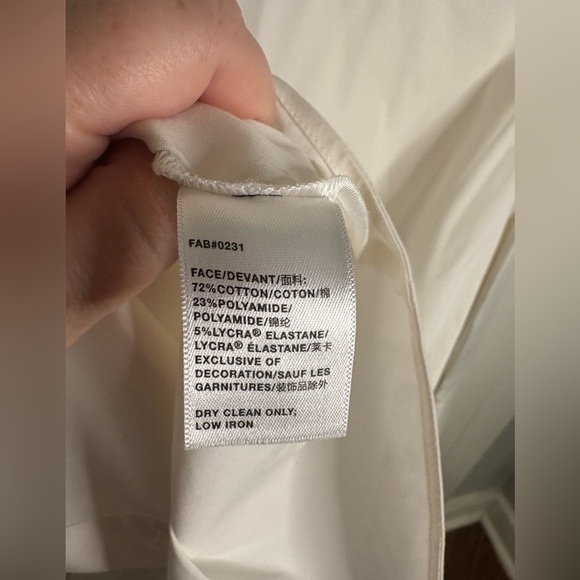 FAB#0231
FACE/DEVANT/面料:
72%COTTON/COTON/棉
23%POLYAMIDE/
POLYAMIDE/锦纶
5%LYCRA® ELASTANE/
LYCRA® ÉLASTANE/莱卡
EXCLUSIVE OF
DECORATION/SAUF LES
GARNITURES/装饰品除外
DRY CLEAN ONLY;
LOW IRON